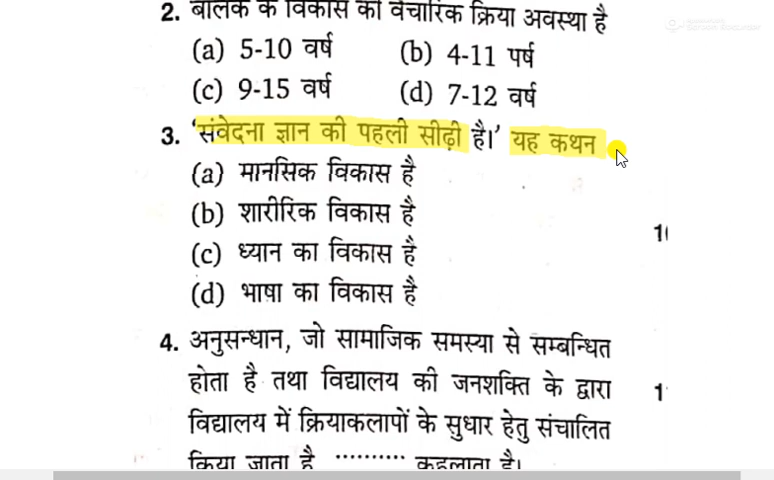 2. बालक के विकास की वैचारिक क्रिया अवस्था है
(a) 5-10 वर्ष (b) 4-11 पर्ष
(c) 9-15 वर्ष (d) 7-12 वर्ष
3. 'संवेदना ज्ञान की पहली सीढ़ी है।' यह कथन
(a) मानसिक विकास है
(b) शारीरिक विकास है
(c) ध्यान का विकास है
(d) भाषा का विकास है
4. अनुसन्धान, जो सामाजिक समस्या से सम्बन्धित
होता है तथा विद्यालय की जनशक्ति के द्वारा
विद्यालय में क्रियाकलापों के सुधार हेतु संचालित
किया जाता है .......... कहलाता है।